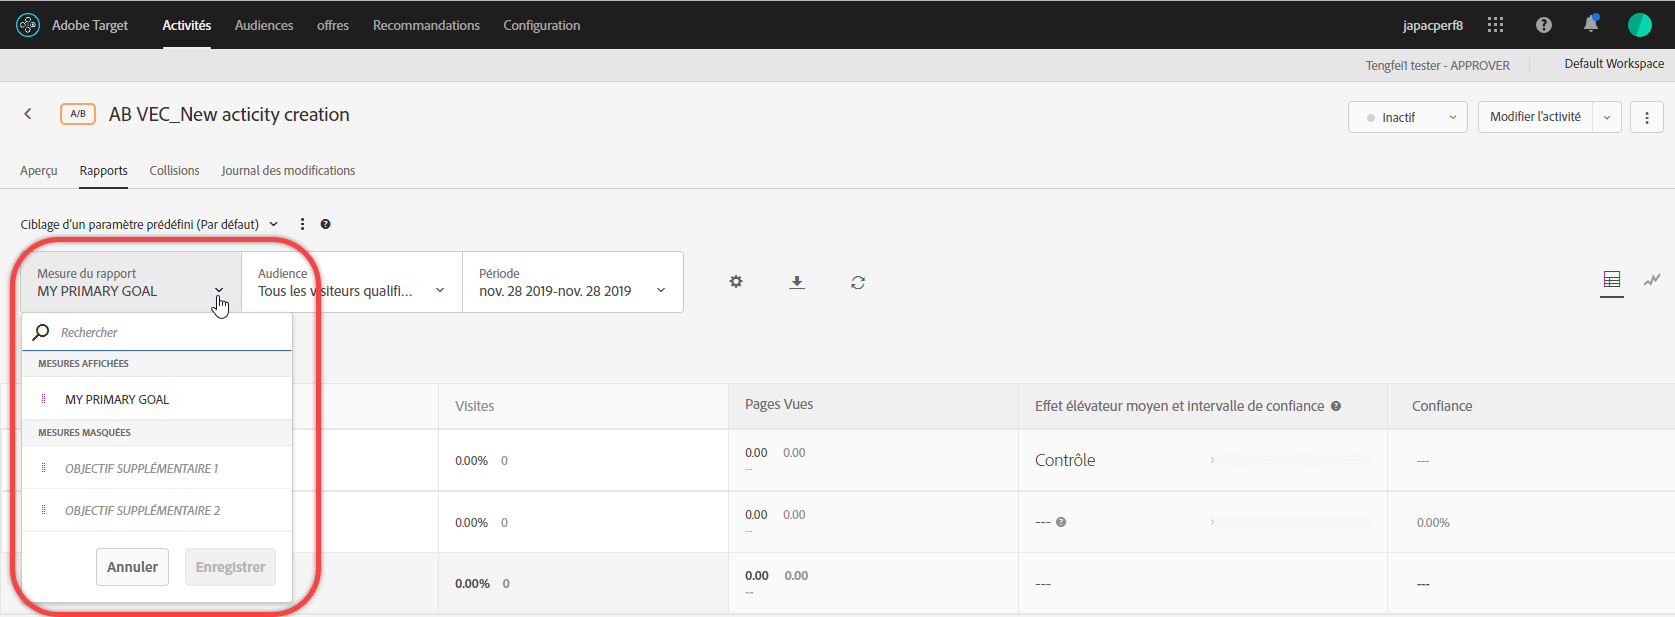 Adobe Target Activités Audiences offres Recommandations Configuration japacperf8
Tengfei1 tester - APPROVER Default Workspace
A/B AB VEC_New acticity creation Inactif Modifier l'activité
Aperçu Rapports Collisions Journal des modifications
Ciblage d'un paramètre prédéfini (Par défaut)
Mesure du rapport Audience Période
MY PRIMARY GOAL Tous les visiteurs qualifi... nov. 28 2019-nov. 28 2019
Rechercher
MESURES AFFICHÉES
MY PRIMARY GOAL
MESURES MASQUÉES
OBJECTIF SUPPLÉMENTAIRE 1
OBJECTIF SUPPLÉMENTAIRE 2
Annuler Enregistrer
Visites Pages Vues Effet élévateur moyen et intervalle de confiance Confiance
0.00% 0 0.00 0.00 -- Contrôle ---
0.00% 0 0.00 0.00 -- --- 0.00%
0.00% 0 0.00 0.00 -- --- ---